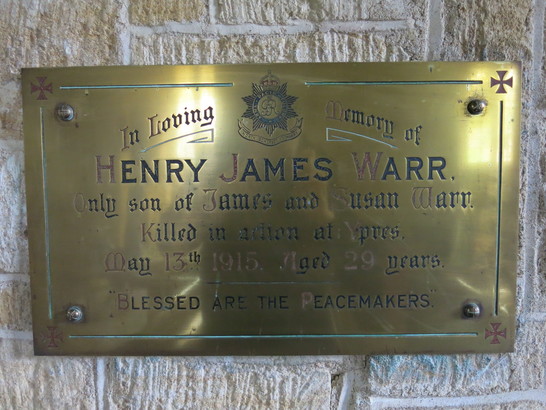 In Loving Memory of
HENRY JAMES WARR.
Only son of James and Susan Warr.
Killed in action at Ypres.
May 13th 1915. Aged 29 years.
"BLESSED ARE THE PEACEMAKERS."